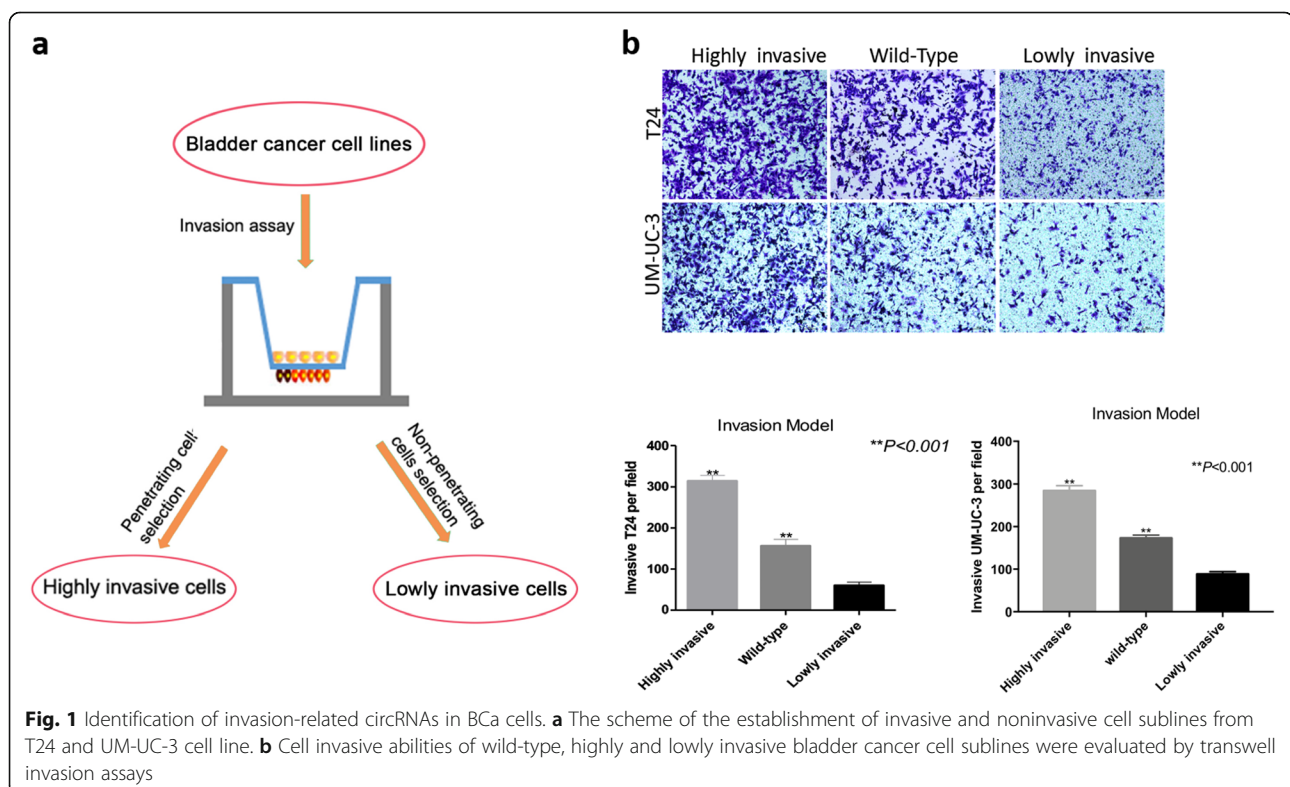 a
Bladder cancer cell lines
Invasion assay
Penetrating cell
selection
Non-penetrating
cells selection
Highly invasive cells
Lowly invasive cells
b
Highly invasive
Wild-Type
Lowly invasive
T24
UM-UC-3
Invasion Model
**P<0.001
Invasive T24 per field
400
300
200
100
0
**
**
Highly invasive
Wild-type
Lowly invasive
Invasion Model
**P<0.001
Invasive UM-UC-3 per field
400
300
200
100
0
**
**
Highly invasive
wild-type
Lowly invasive
Fig. 1 Identification of invasion-related circRNAs in BCa cells. a The scheme of the establishment of invasive and noninvasive cell sublines from
T24 and UM-UC-3 cell line. b Cell invasive abilities of wild-type, highly and lowly invasive bladder cancer cell sublines were evaluated by transwell
invasion assays